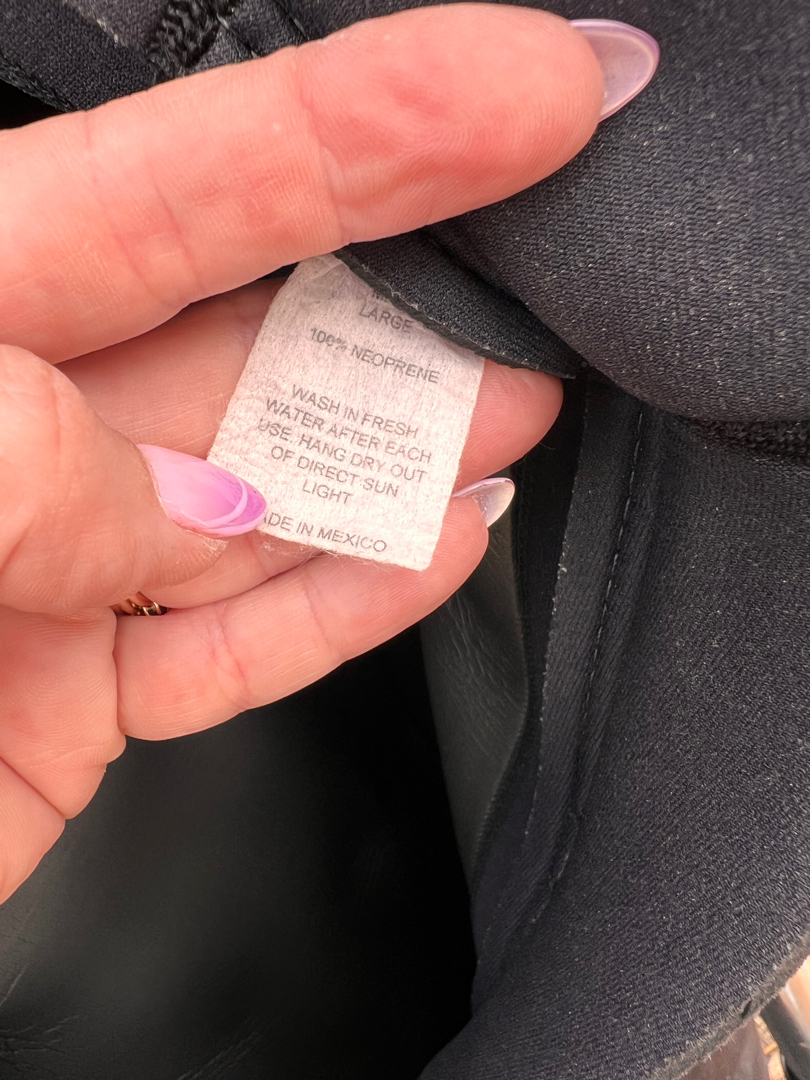 LARGE
100% NEOPRENE
WASH IN FRESH
WATER AFTER EACH
USE. HANG DRY OUT
OF DIRECT SUN
LIGHT
ADE IN MEXICO